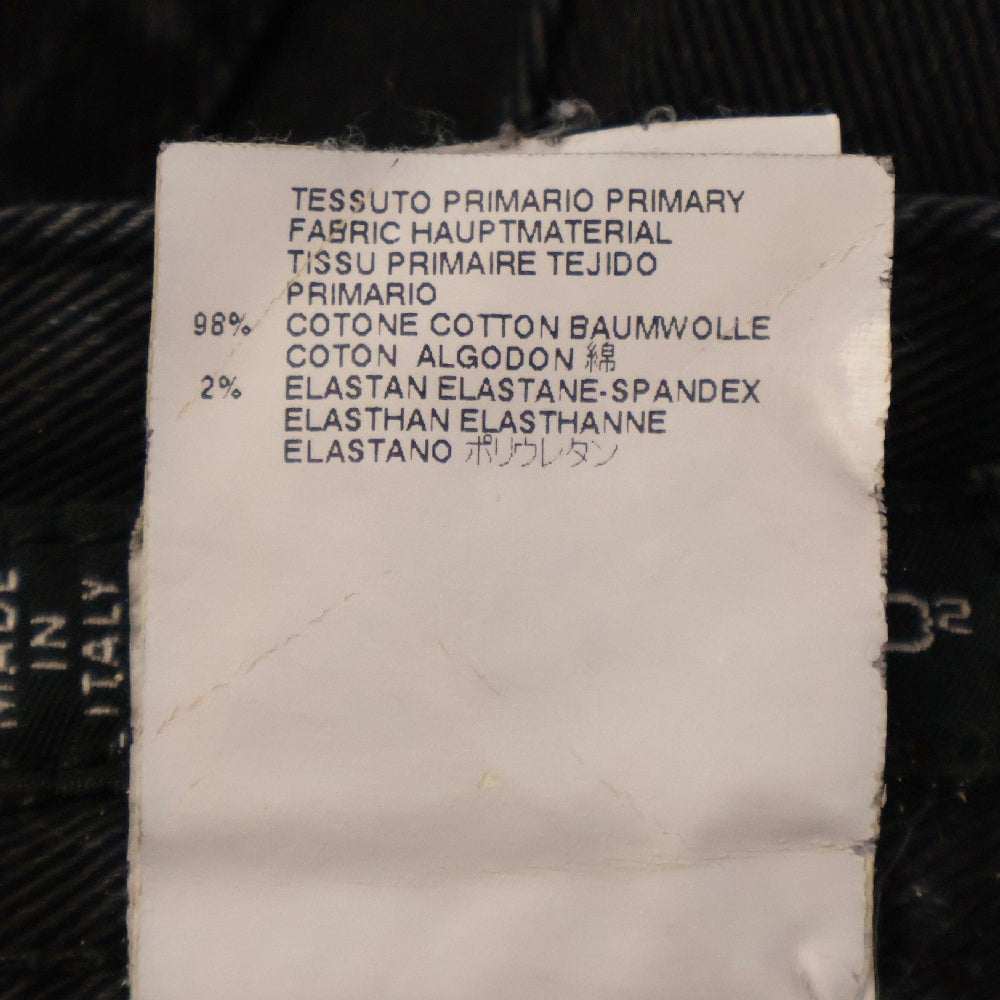 TESSUTO PRIMARIO PRIMARY
FABRIC HAUPTMATERIAL
TISSU PRIMAIRE TEJIDO
PRIMARIO
98% COTONE COTTON BAUMWOLLE
COTON ALGODON 綿
2% ELASTAN ELASTANE-SPANDEX
ELASTHAN ELASTHANNE
ELASTANO ポリウレタン
MADE
IN
ITALY
D²